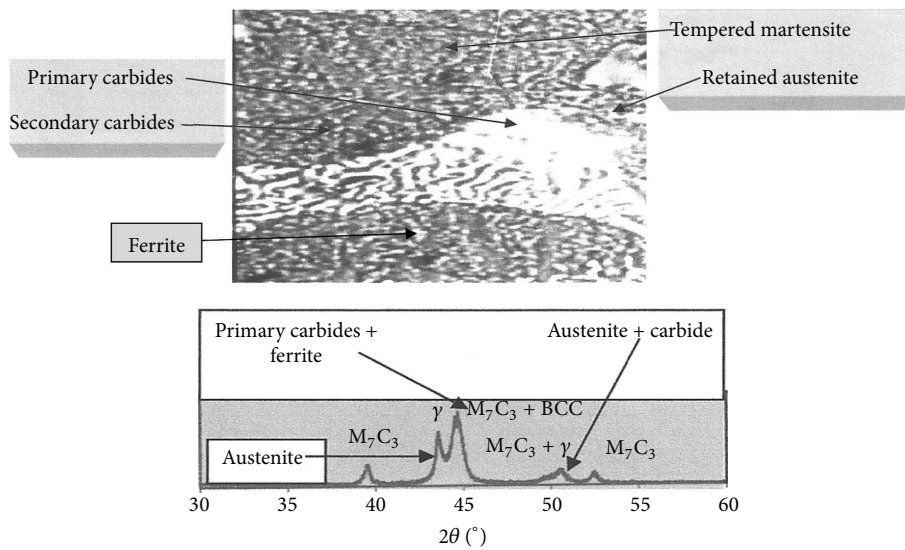 Tempered martensite
Primary carbides
Retained austenite
Secondary carbides
Ferrite
Primary carbides +
ferrite
Austenite + carbide
γ
M₇C₃ + BCC
M₇C₃
M₇C₃ + γ
M₇C₃
Austenite
30 35 40 45 50 55 60
2θ (°)